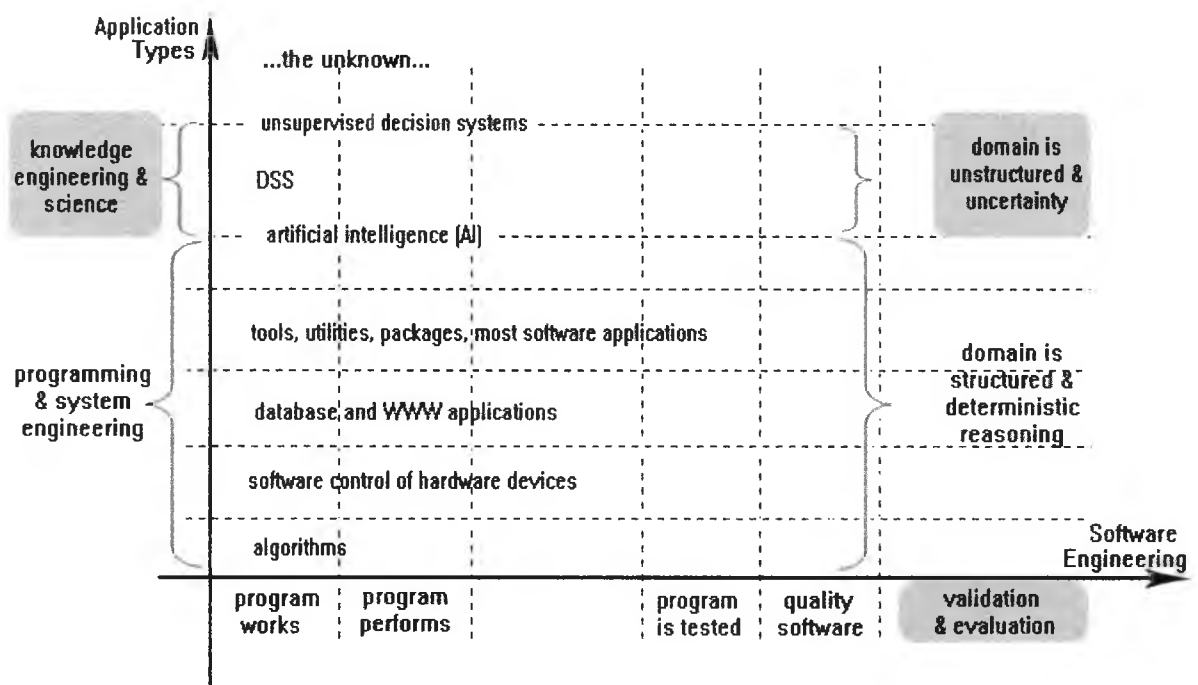 Application
Types
...the unknown...
unsupervised decision systems
knowledge
engineering &
science
domain is
unstructured &
uncertainty
DSS
artificial intelligence (AI)
tools, utilities, packages, most software applications
programming
& system
engineering
domain is
structured &
deterministic
reasoning
database and WWW applications
software control of hardware devices
algorithms
Software
Engineering
program
works
program
performs
program
is tested
quality
software
validation
& evaluation